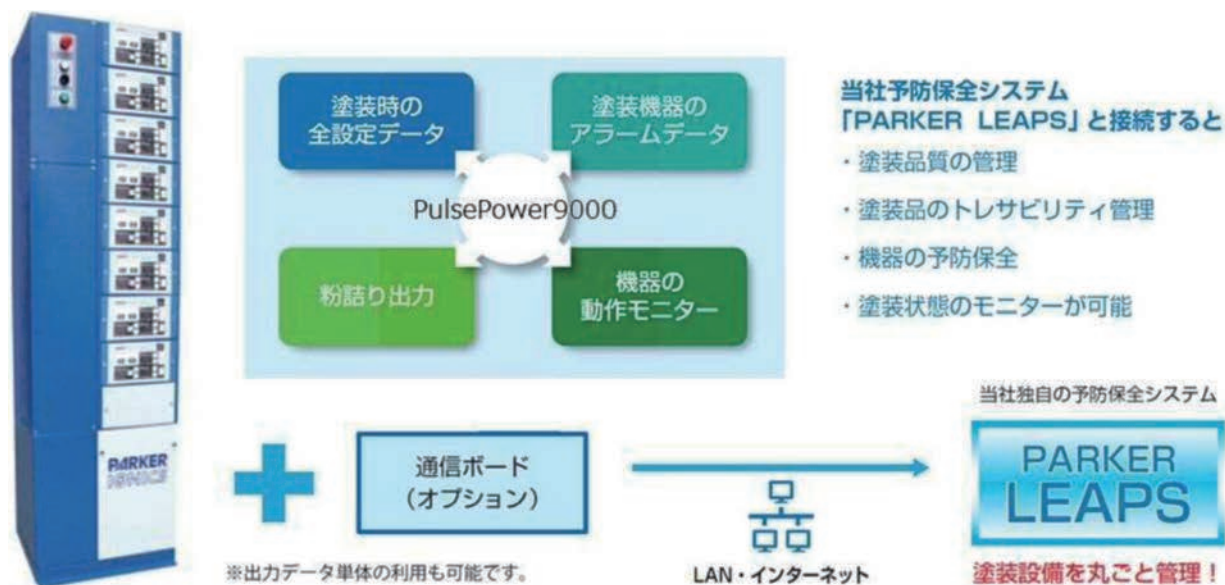 塗装時の
全設定データ
塗装機器の
アラームデータ
PulsePower9000
粉詰り出力
機器の
動作モニター
当社予防保全システム
「PARKER LEAPS」と接続すると
・塗装品質の管理
・塗装品のトレサビリティ管理
・機器の予防保全
・塗装状態のモニターが可能
PARKER
IONICS
通信ボード
（オプション）
※出力データ単体の利用も可能です。
LAN・インターネット
当社独自の予防保全システム
PARKER
LEAPS
塗装設備を丸ごと管理！